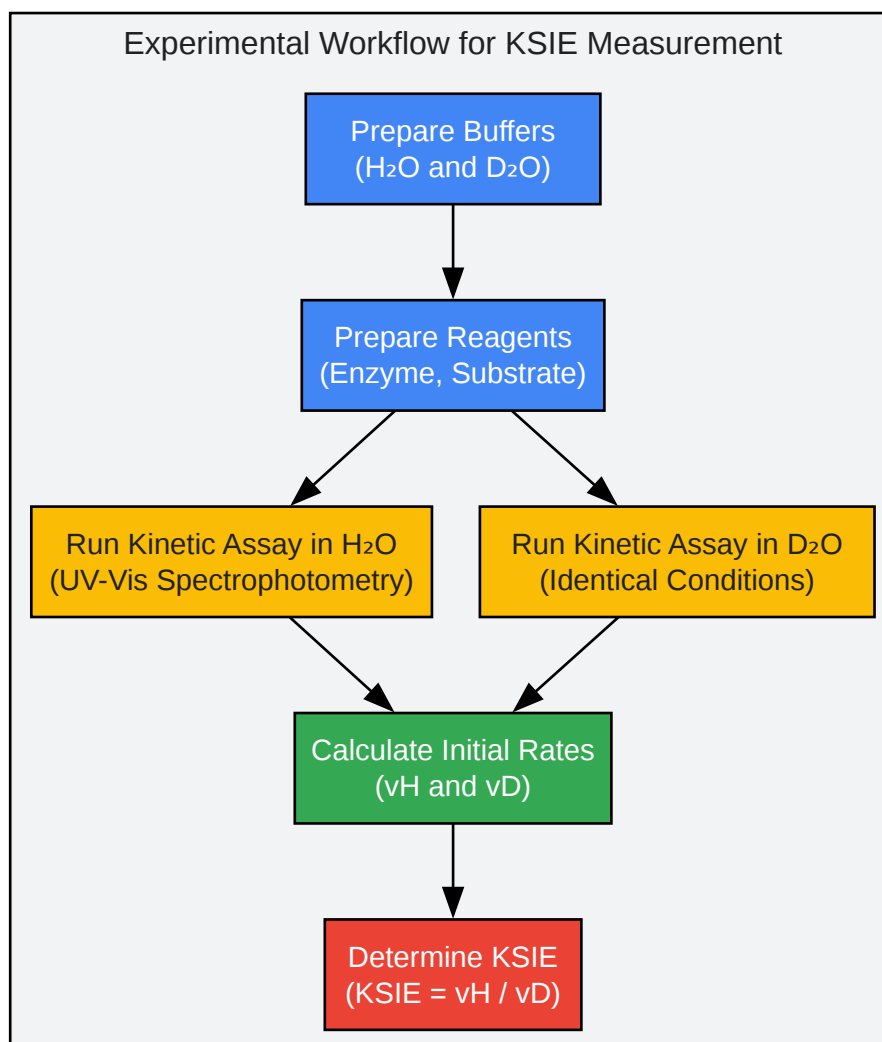 Experimental Workflow for KSIE Measurement
Prepare Buffers
(H₂O and D₂O)
Prepare Reagents
(Enzyme, Substrate)
Run Kinetic Assay in H₂O
(UV-Vis Spectrophotometry)
Run Kinetic Assay in D₂O
(Identical Conditions)
Calculate Initial Rates
(vH and vD)
Determine KSIE
(KSIE = vH / vD)